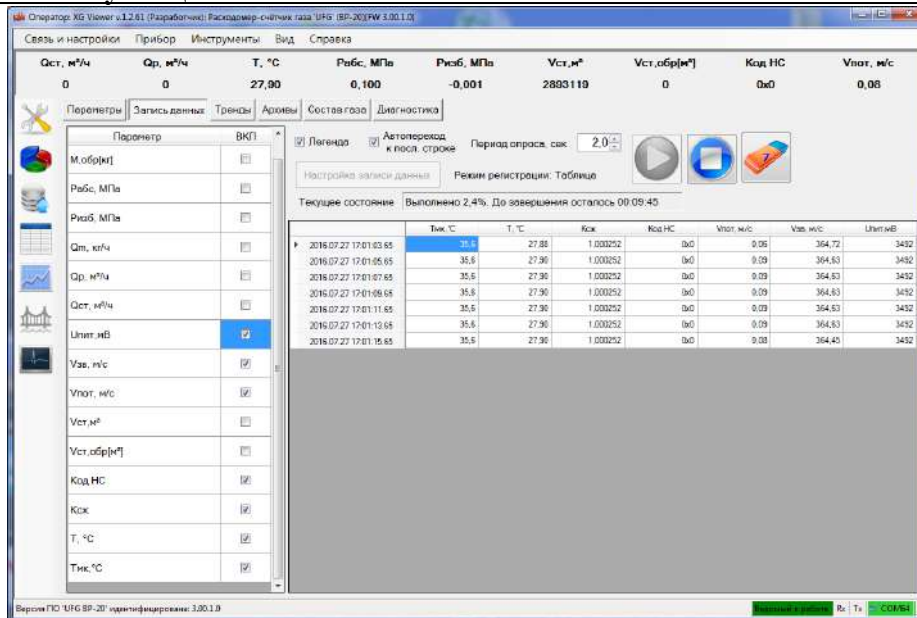 Оператор: XG Viewer v.1.2.61 (Разработчик): Расходомер-счётчик газа 'UFG' (BP-20)(FW 3.00.1.0)
Связь и настройки Прибор Инструменты Вид Справка
Qст, м³/ч Qр, м³/ч T, °C Рабс, МПа Ризб, МПа Vст,м³ Vст,обр[м³] Код НС Vпот, м/с
0 0 27,90 0,100 -0,001 2893119 0 0x0 0,08
Параметры Запись данных Тренды Архивы Состав газа Диагностика
Параметр ВКЛ
М,обр[кг]
Рабс, МПа
Ризб, МПа
Qm, кг/ч
Qр, м³/ч
Qст, м³/ч
Uпит,мВ
Vзв, м/с
Vпот, м/с
Vст,м³
Vст,обр[м³]
Код НС
Ксж
T, °C
Тмк,°C
Легенда Автопереход к посл. строке Период опроса, сек 2,0
Настройка записи данных Режим регистрации: Таблица
Текущее состояние Выполнено 2,4%. До завершения осталось 00:09:45
Тмк,°C T, °C Ксж Код НС Vпот, м/с Vзв, м/с Uпит,мВ
2016.07.27 17:01:03.65 35,6 27,88 1,000252 0x0 0,06 364,72 3492
2016.07.27 17:01:05.65 35,6 27,90 1,000252 0x0 0,09 364,63 3492
2016.07.27 17:01:07.65 35,6 27,90 1,000252 0x0 0,09 364,63 3492
2016.07.27 17:01:09.65 35,6 27,90 1,000252 0x0 0,09 364,63 3492
2016.07.27 17:01:11.65 35,6 27,90 1,000252 0x0 0,09 364,63 3492
2016.07.27 17:01:13.65 35,6 27,90 1,000252 0x0 0,09 364,63 3492
2016.07.27 17:01:15.65 35,6 27,90 1,000252 0x0 0,08 364,45 3492
Версия ПО 'UFG BP-20' идентифицирована: 3.00.1.0 Rx Tx COM64